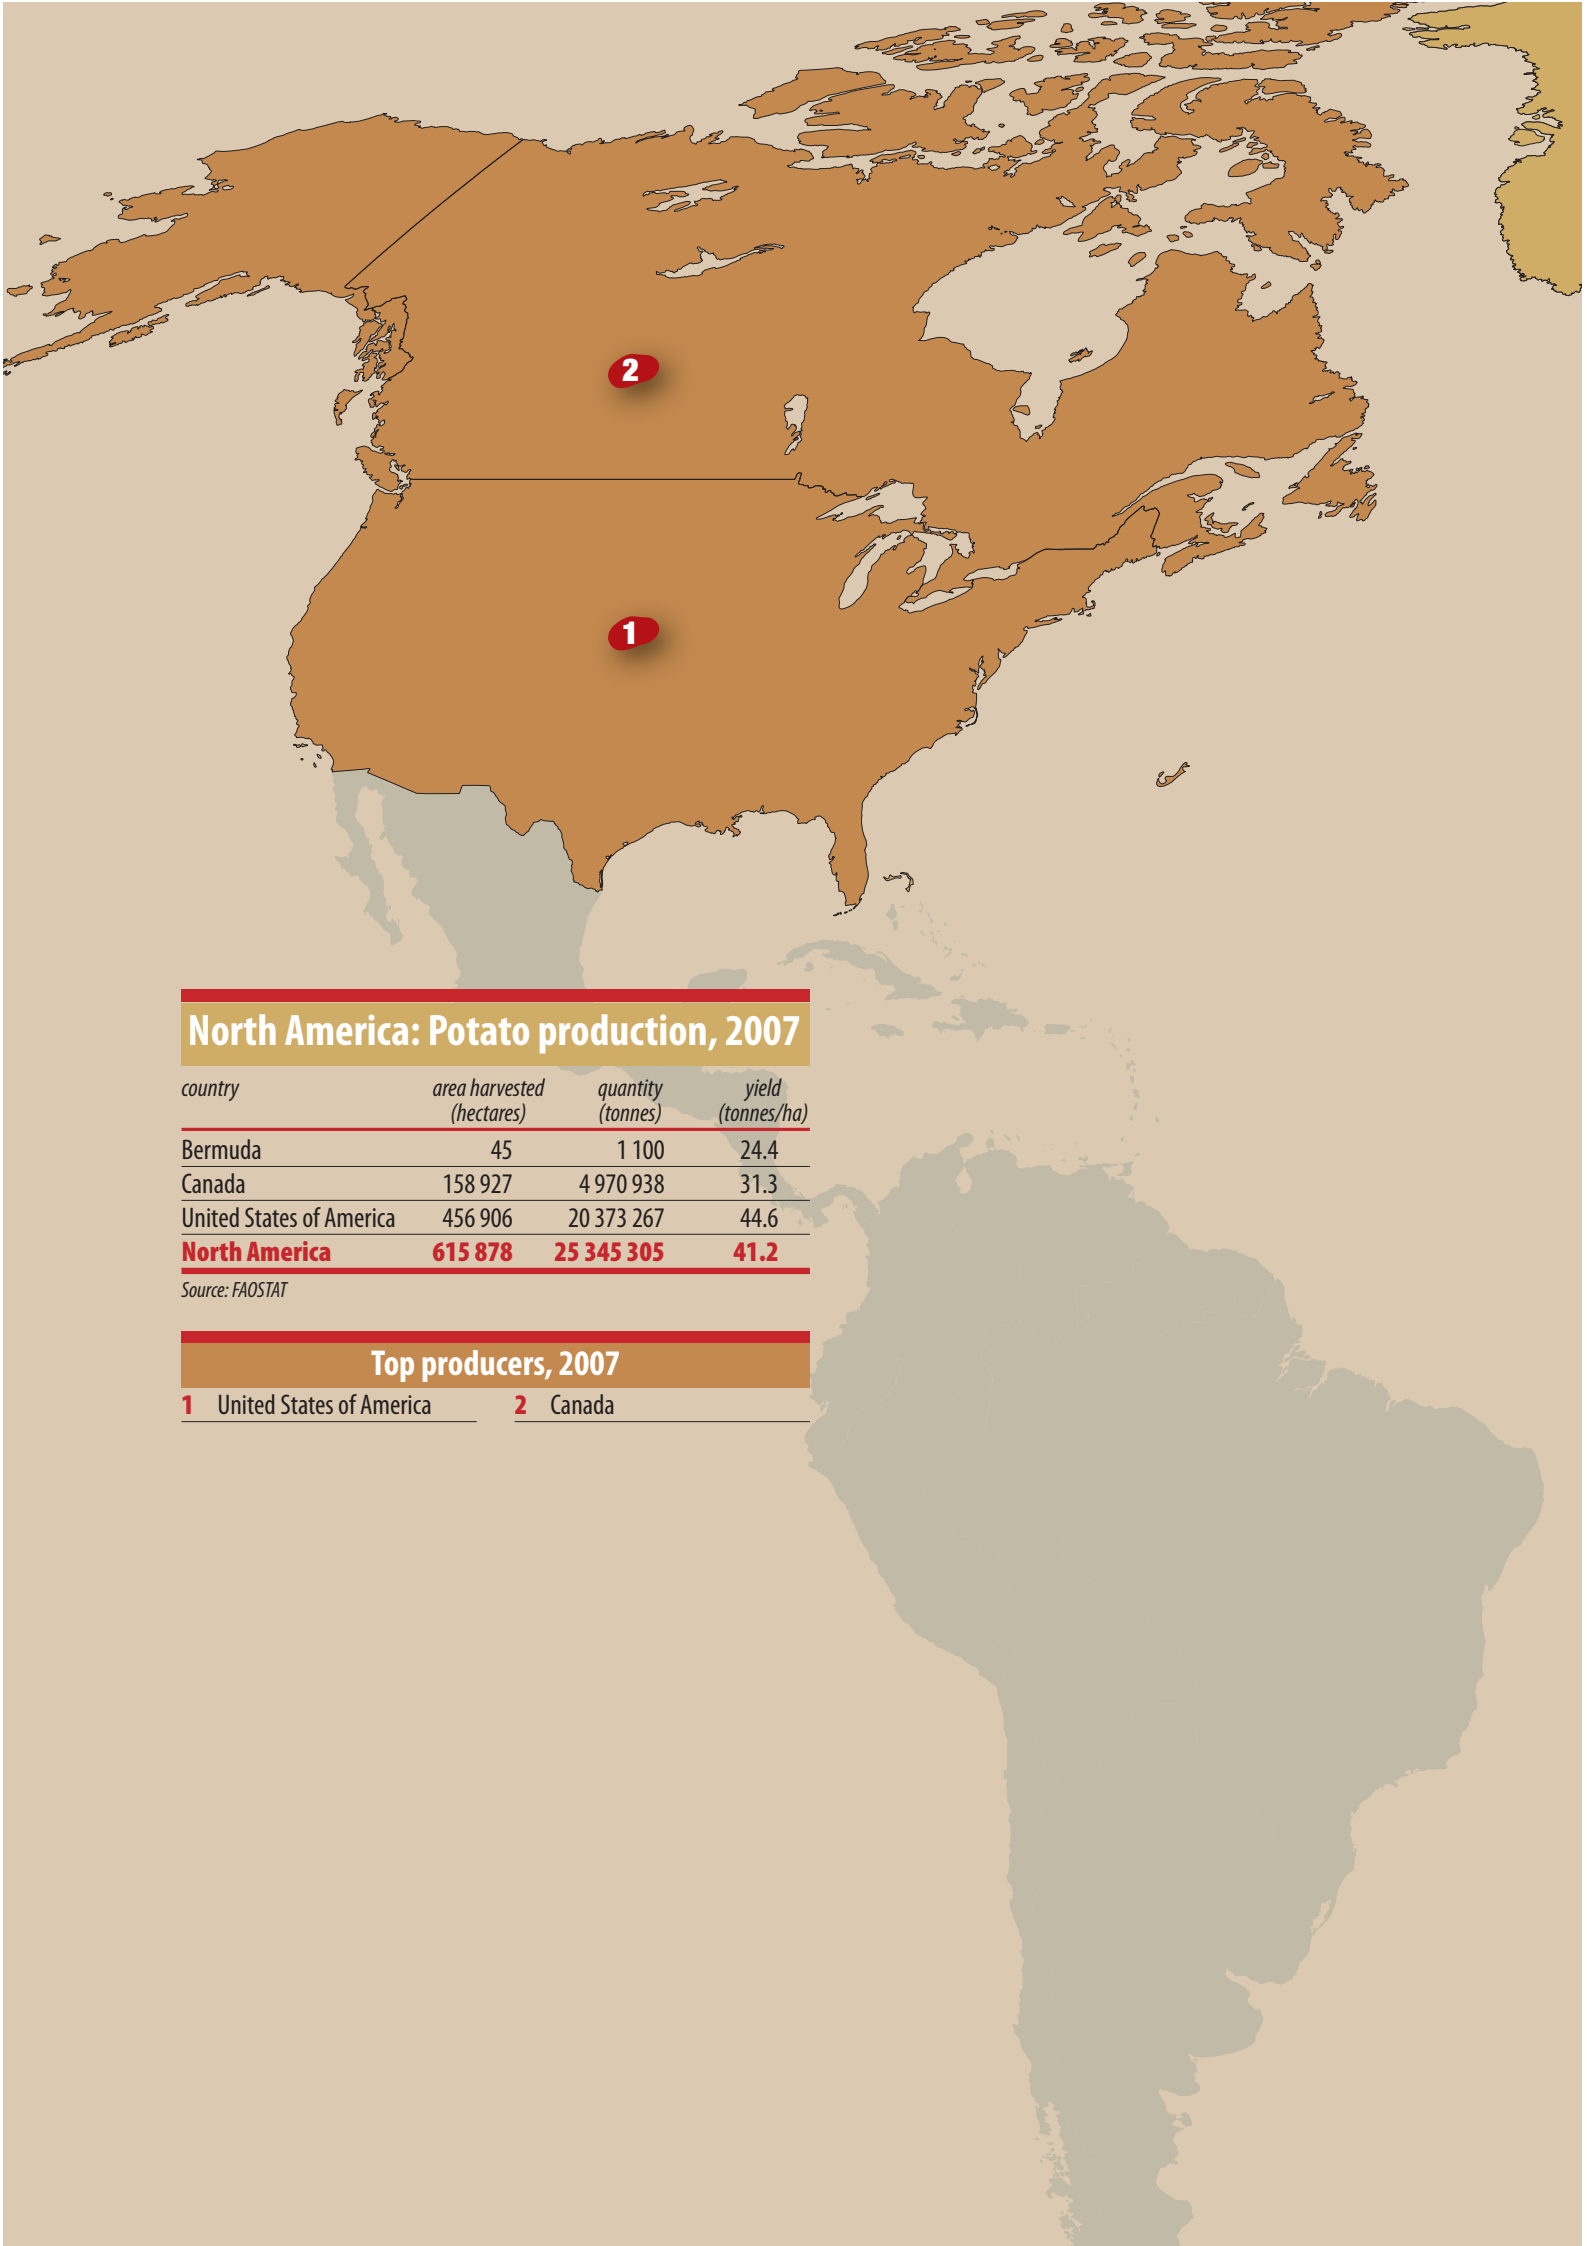 2
1
North America: Potato production, 2007
country area harvested (hectares) quantity (tonnes) yield (tonnes/ha)
Bermuda 45 1 100 24.4
Canada 158 927 4 970 938 31.3
United States of America 456 906 20 373 267 44.6
North America 615 878 25 345 305 41.2
Source: FAOSTAT
Top producers, 2007
1 United States of America 2 Canada